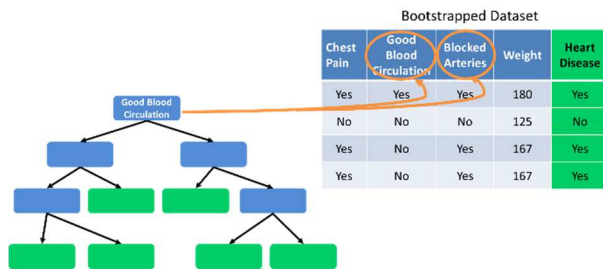 Bootstrapped Dataset
Chest Pain Good Blood Circulation Blocked Arteries Weight Heart Disease
Yes Yes Yes 180 Yes
No No No 125 No
Yes No Yes 167 Yes
Yes No Yes 167 Yes
Good Blood
Circulation